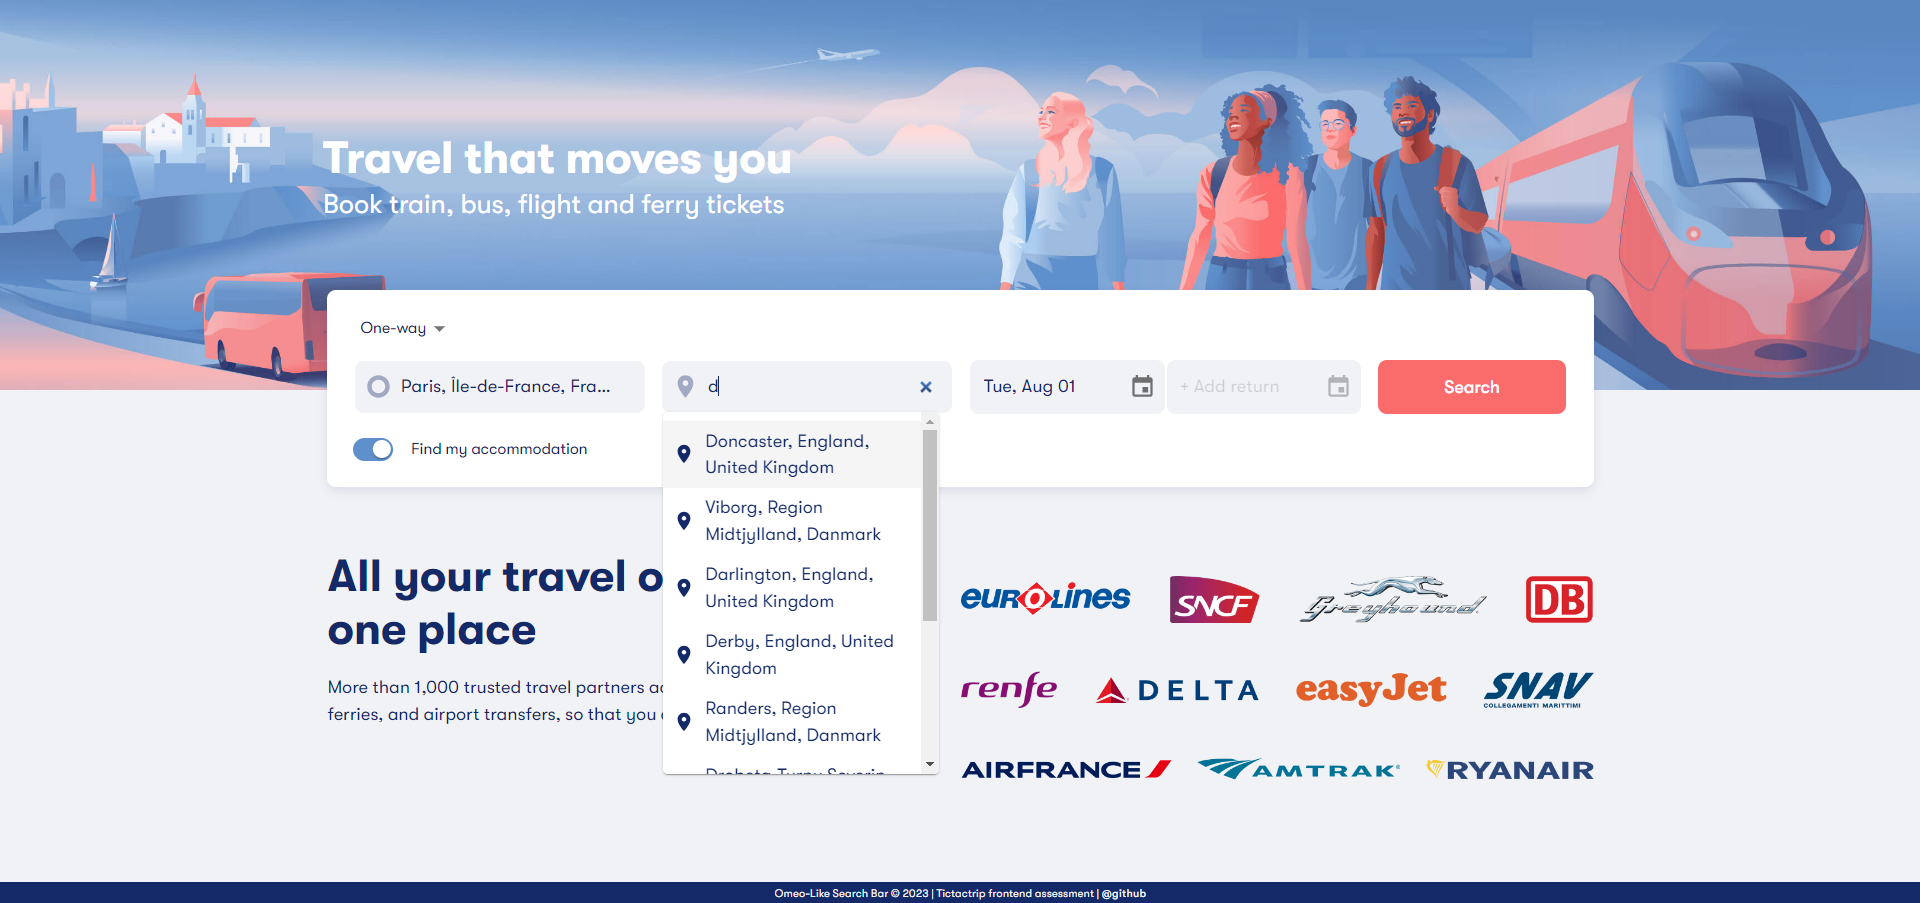 Travel that moves you
Book train, bus, flight and ferry tickets
One-way
Paris, Île-de-France, Fra...
d
Tue, Aug 01
+ Add return
Search
Find my accommodation
Doncaster, England,
United Kingdom
Viborg, Region
Midtjylland, Danmark
Darlington, England,
United Kingdom
Derby, England, United
Kingdom
Randers, Region
Midtjylland, Danmark
All your travel o
one place
More than 1,000 trusted travel partners
ferries, and airport transfers, so that you
eurolines
SNCF
Greyhound
DB
renfe
DELTA
easyJet
SNAV
COLLEGAMENTI MARITTIMI
AIRFRANCE
AMTRAK
RYANAIR
Omeo-Like Search Bar © 2023 | Tictactrip frontend assessment | @github